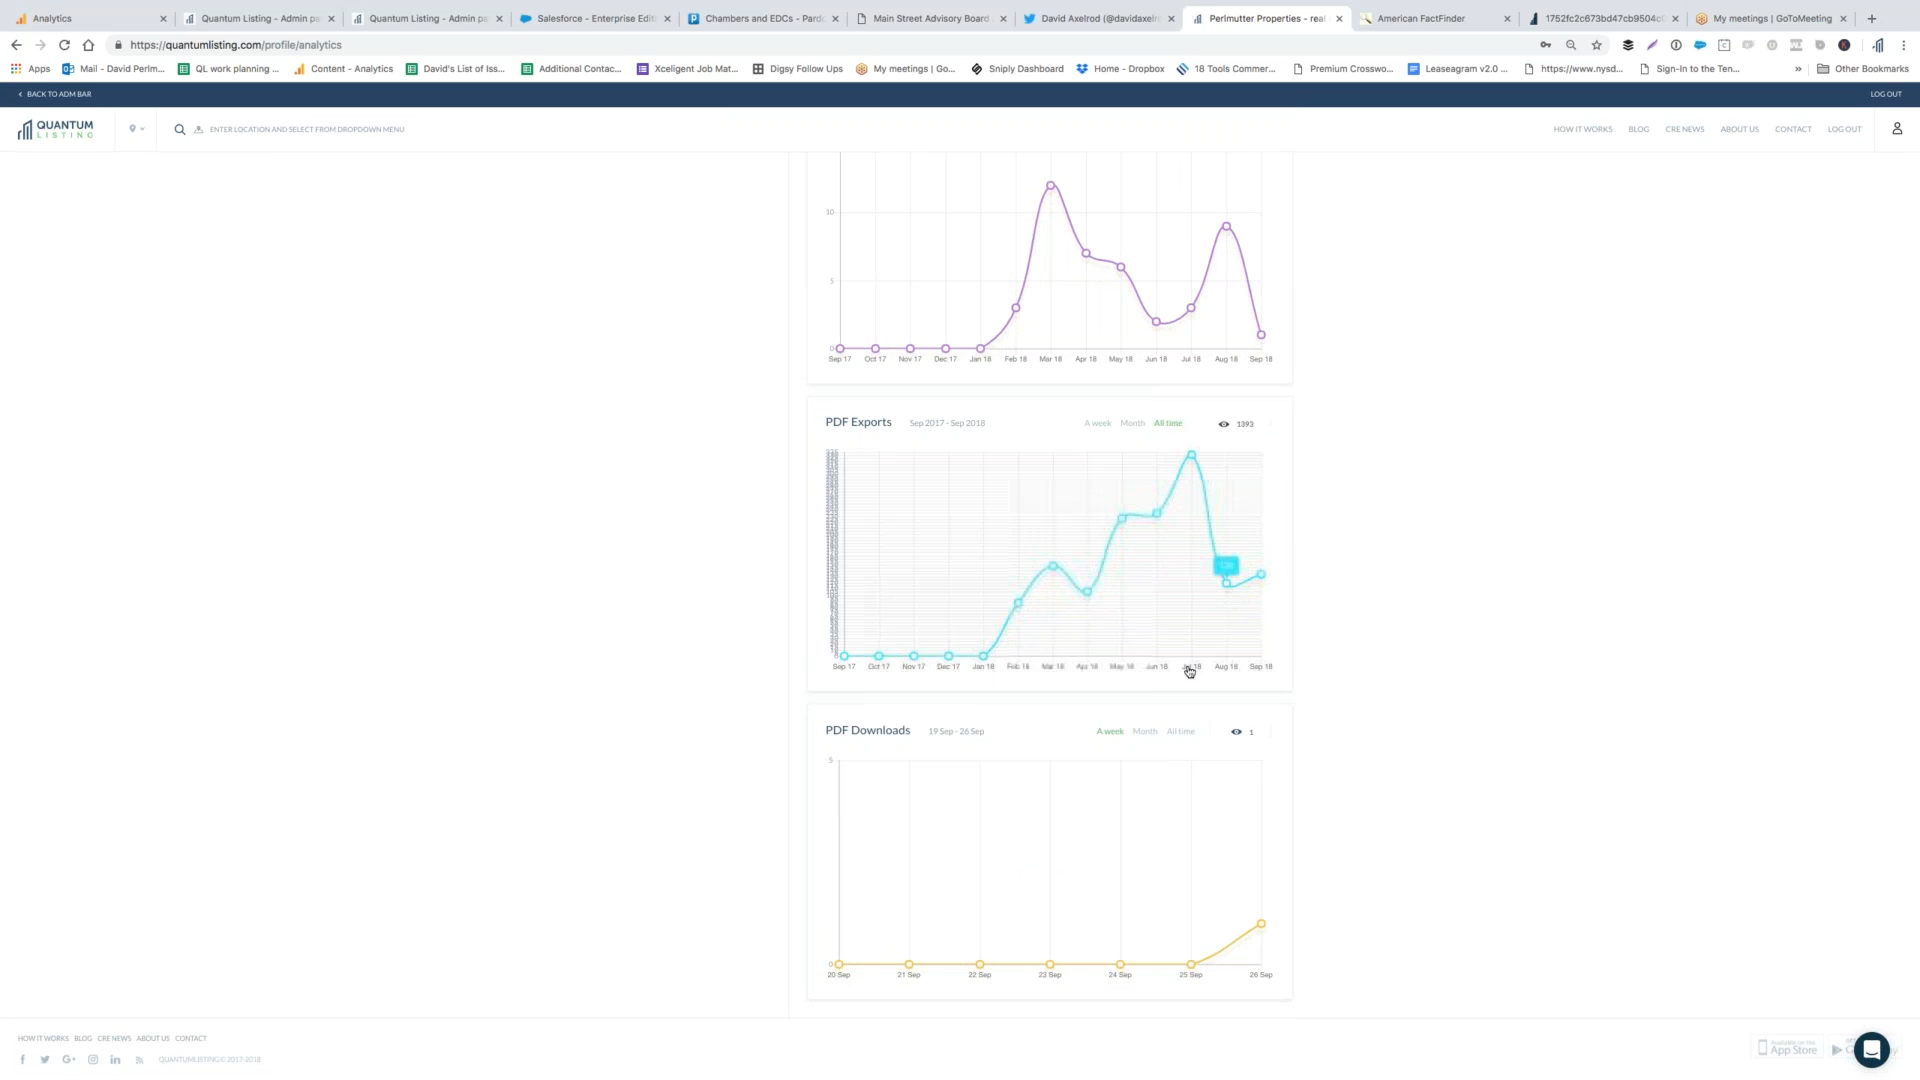 Analytics
Quantum Listing - Admin pa
Quantum Listing - Admin pa
Salesforce - Enterprise Editi
Chambers and EDCs - Pard
Main Street Advisory Board
David Axelrod (@davidaxelr
Perlmutter Properties - real
American FactFinder
1752fc2c673bd47cb9504c
My meetings | GoToMeeting
https://quantumlisting.com/profile/analytics
Apps
Mail - David Perlm...
QL work planning ...
Content - Analytics
David's List of Iss...
Additional Contac...
Xceligent Job Mat...
Digsy Follow Ups
My meetings | Go...
Sniply Dashboard
Home - Dropbox
18 Tools Commer...
Premium Crosswo...
Leaseagram v2.0 ...
https://www.nysd...
Sign-In to the Ten...
Other Bookmarks
BACK TO ADM BAR
LOG OUT
QUANTUM
LISTING
ENTER LOCATION AND SELECT FROM DROPDOWN MENU
HOW IT WORKS
BLOG
CRE NEWS
ABOUT US
CONTACT
LOG OUT
10
5
0
Sep 17 Oct 17 Nov 17 Dec 17 Jan 18 Feb 18 Mar 18 Apr 18 May 18 Jun 18 Jul 18 Aug 18 Sep 18
PDF Exports
Sep 2017 - Sep 2018
A week Month All time
1393
Sep 17 Oct 17 Nov 17 Dec 17 Jan 18 Feb 18 Mar 18 Apr 18 May 18 Jun 18 Jul 18 Aug 18 Sep 18
PDF Downloads
19 Sep - 26 Sep
A week Month All time
1
5
0
20 Sep 21 Sep 22 Sep 23 Sep 24 Sep 25 Sep 26 Sep
HOW IT WORKS BLOG CRE NEWS ABOUT US CONTACT
QUANTUMLISTING © 2017-2018
Available on the
App Store